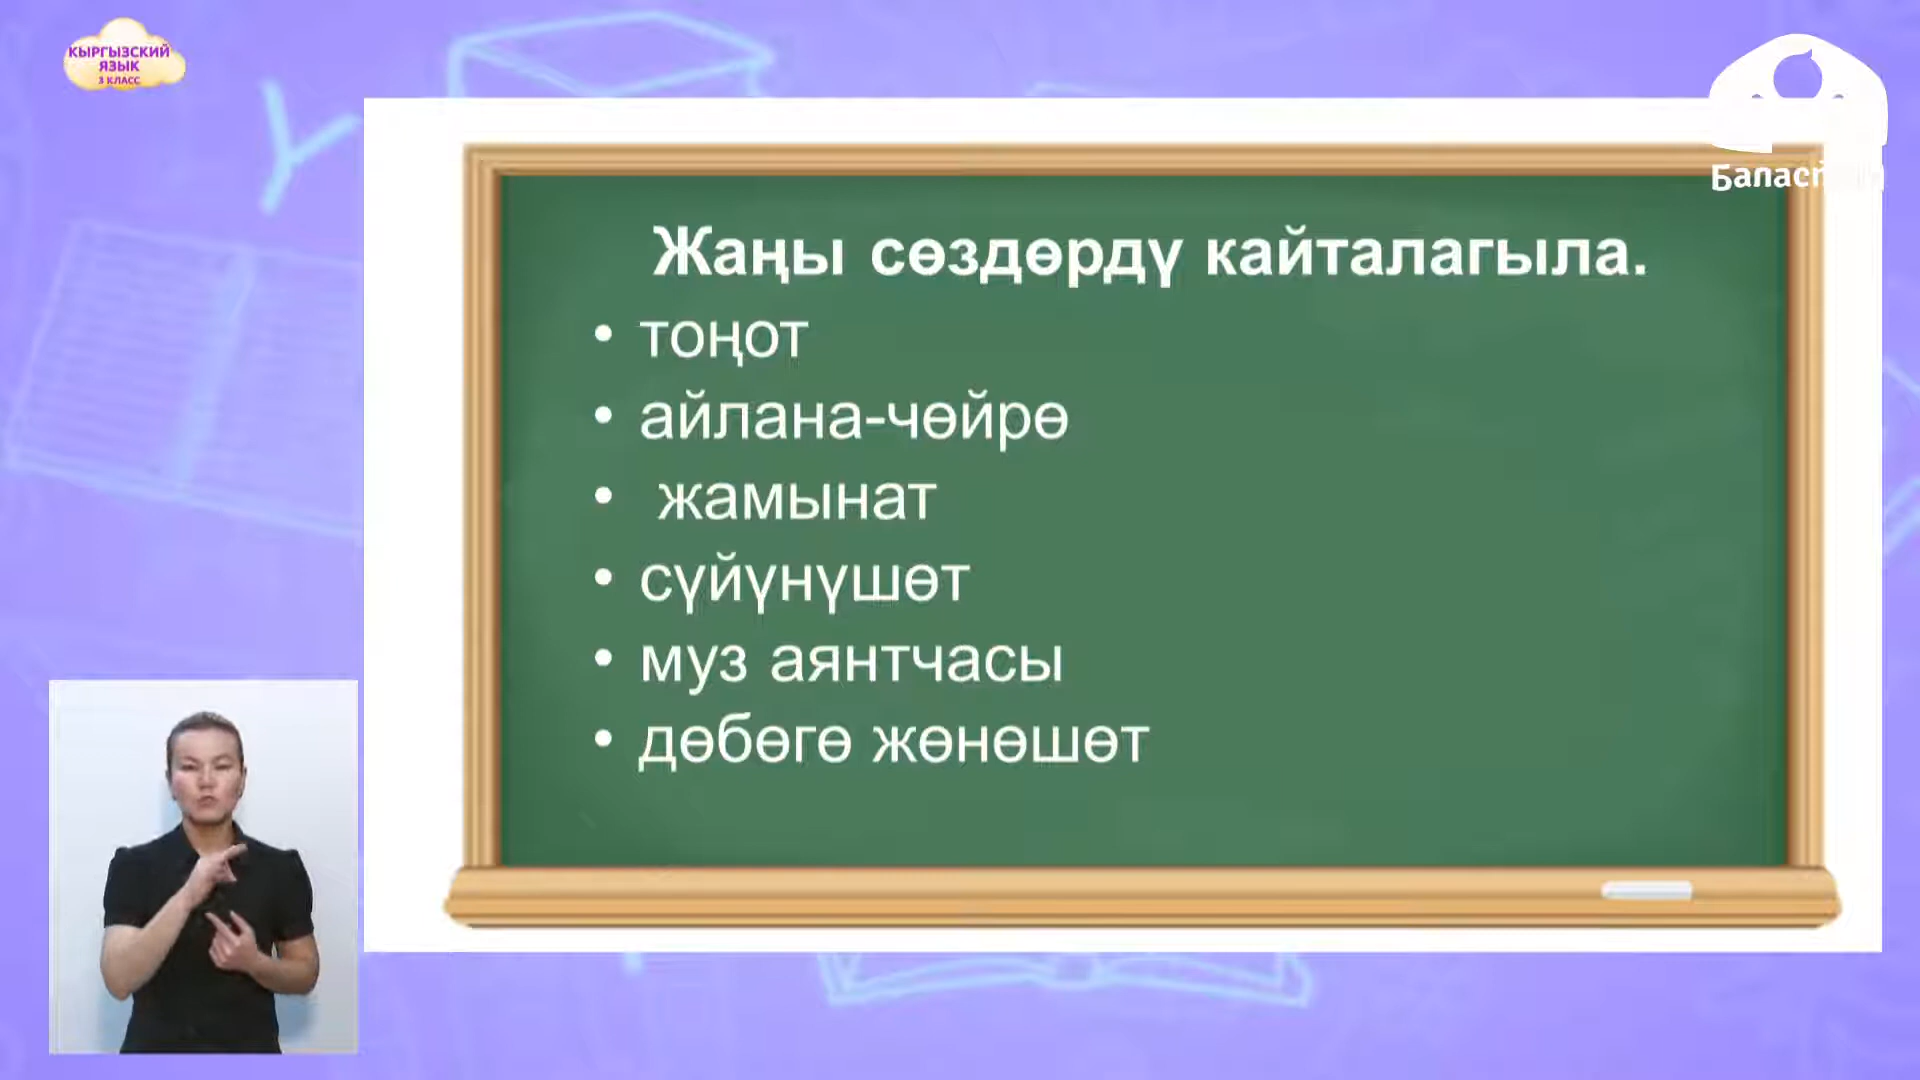 КЫРГЫЗСКИЙ
ЯЗЫК
3 КЛАСС
Жаңы сөздөрдү кайталагыла.
• тоңот
• айлана-чөйрө
• жамынат
• сүйүнүшөт
• муз аянтчасы
• дөбөгө жөнөшөт